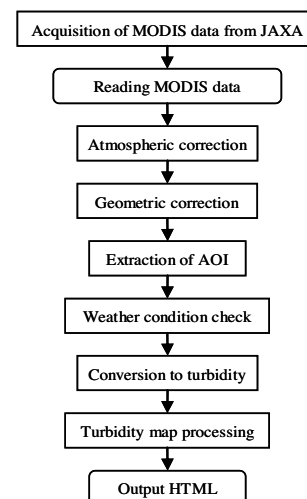 Acquisition of MODIS data from JAXA
Reading MODIS data
Atmospheric correction
Geometric correction
Extraction of AOI
Weather condition check
Conversion to turbidity
Turbidity map processing
Output HTML